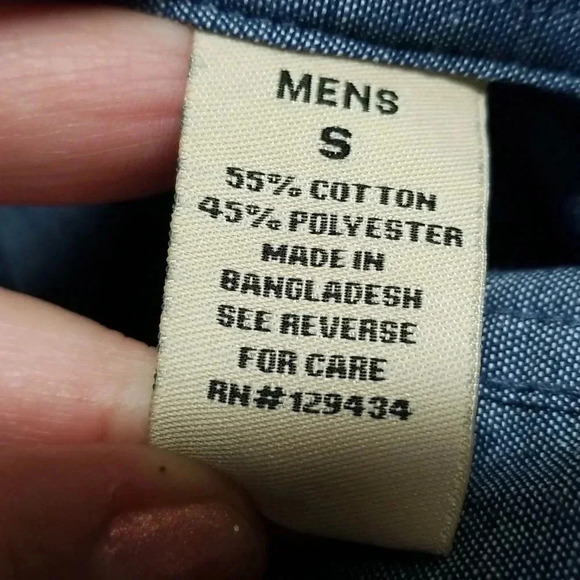 MENS
S
55% COTTON
45% POLYESTER
MADE IN
BANGLADESH
SEE REVERSE
FOR CARE
RN#129434